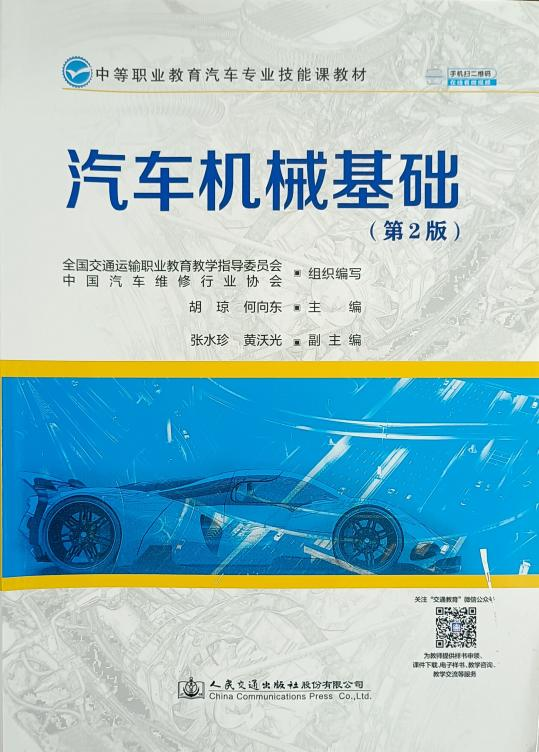 中等职业教育汽车专业技能课教材
手机扫二维码
在线看微视频
汽车机械基础
（第2版）
全国交通运输职业教育教学指导委员会
中国汽车维修行业协会
组织编写
胡 琼 何向东 主 编
张水珍 黄沃光 副主编
关注“交通教育”微信公众号
为教师提供样书申领、
课件下载、电子样书、教学咨询、
教学交流等服务
人民交通出版社股份有限公司
China Communications Press Co.,Ltd.